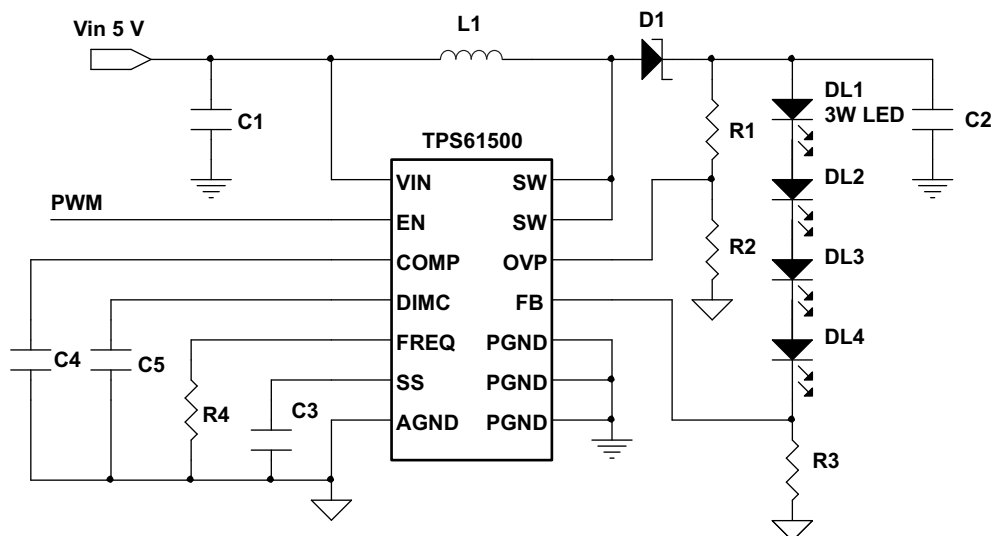 Vin 5 V
L1
D1
C1
R1
DL1
3W LED
C2
TPS61500
VIN
SW
DL2
PWM
EN
SW
R2
COMP
OVP
DL3
DIMC
FB
C4
C5
FREQ
PGND
DL4
R4
C3
SS
PGND
AGND
PGND
R3